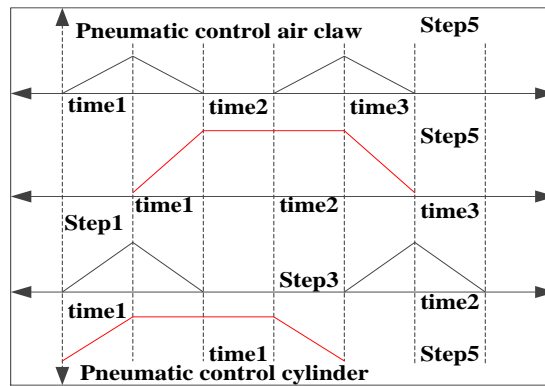 Pneumatic control air claw
Step5
time1
time2
time3
Step5
time1
time2
time3
Step1
Step3
time1
time2
time1
Step5
Pneumatic control cylinder